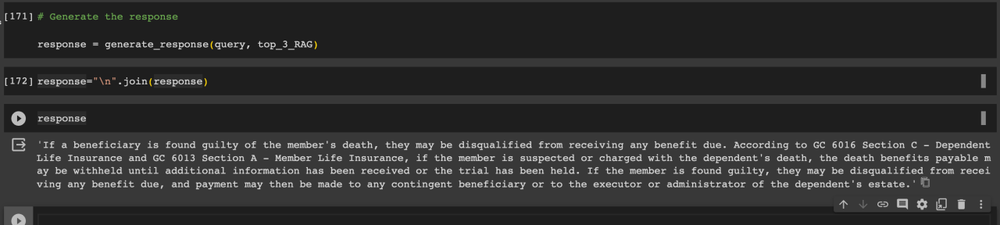 [171] # Generate the response
response = generate_response(query, top_3_RAG)
[172] response="\n".join(response)
response
'If a beneficiary is found guilty of the member's death, they may be disqualified from receiving any benefit due. According to GC 6016 Section C - Dependent
Life Insurance and GC 6013 Section A - Member Life Insurance, if the member is suspected or charged with the dependent's death, the death benefits payable m
ay be withheld until additional information has been received or the trial has been held. If the member is found guilty, they may be disqualified from recei
ving any benefit due, and payment may then be made to any contingent beneficiary or to the executor or administrator of the dependent's estate.'